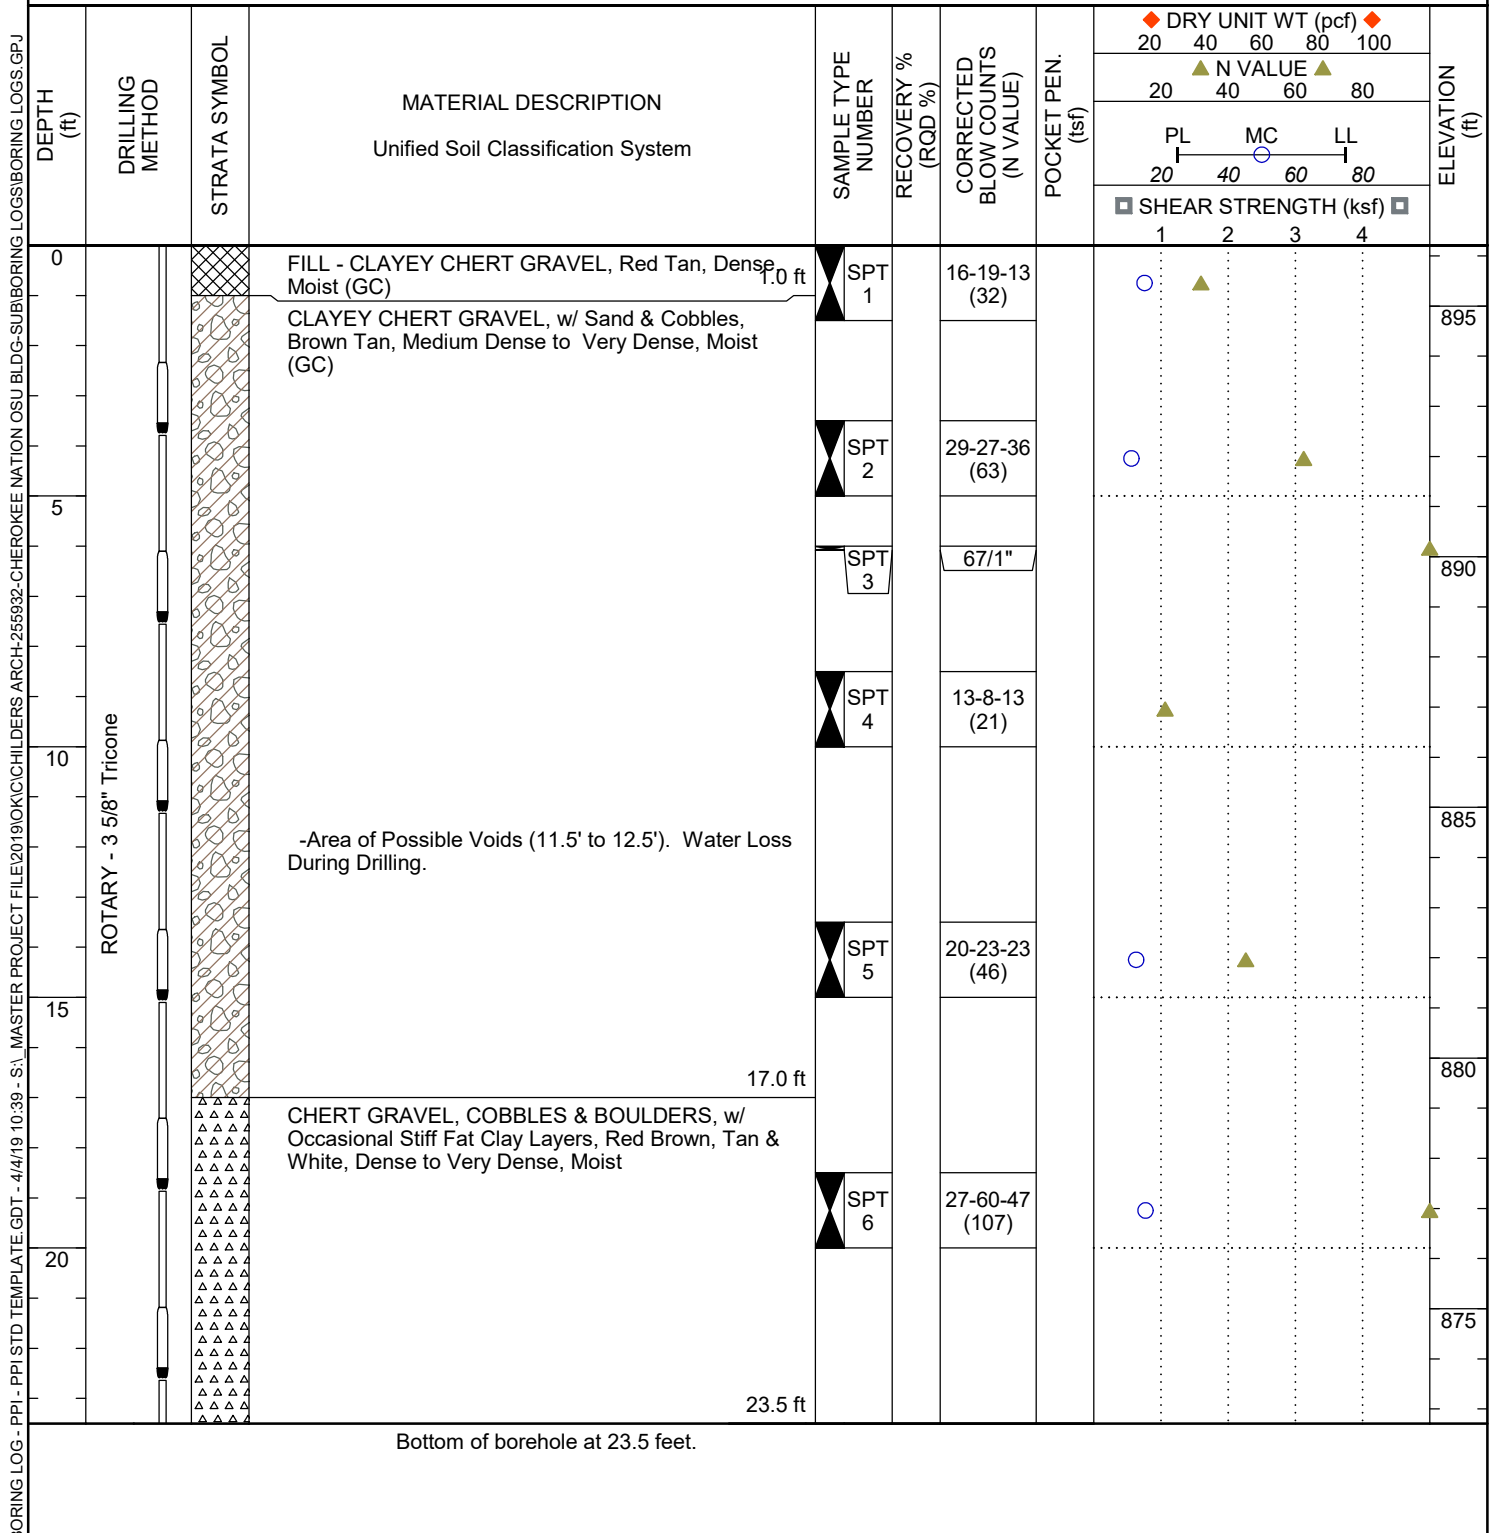 DEPTH
(ft)
DRILLING
METHOD
STRATA SYMBOL
MATERIAL DESCRIPTION
Unified Soil Classification System
SAMPLE TYPE
NUMBER
RECOVERY %
(RQD %)
CORRECTED
BLOW COUNTS
(N VALUE)
POCKET PEN.
(tsf)
DRY UNIT WT (pcf)
20 40 60 80 100
N VALUE
20 40 60 80
PL MC LL
20 40 60 80
SHEAR STRENGTH (ksf)
1 2 3 4
ELEVATION
(ft)
0
FILL - CLAYEY CHERT GRAVEL, Red Tan, Dense,
Moist (GC)
1.0 ft
SPT
1
16-19-13
(32)
895
CLAYEY CHERT GRAVEL, w/ Sand & Cobbles,
Brown Tan, Medium Dense to Very Dense, Moist
(GC)
SPT
2
29-27-36
(63)
5
SPT
3
67/1"
890
SPT
4
13-8-13
(21)
10
ROTARY - 3 5/8" Tricone
885
-Area of Possible Voids (11.5' to 12.5'). Water Loss
During Drilling.
SPT
5
20-23-23
(46)
15
17.0 ft
880
CHERT GRAVEL, COBBLES & BOULDERS, w/
Occasional Stiff Fat Clay Layers, Red Brown, Tan &
White, Dense to Very Dense, Moist
SPT
6
27-60-47
(107)
20
875
23.5 ft
Bottom of borehole at 23.5 feet.
BORING LOG - PPI - PPI STD TEMPLATE.GDT - 4/4/19 10:39 - S:\_MASTER PROJECT FILE\2019\OK\C\CHILDERS ARCH-255932-CHEROKEE NATION OSU BLDG-SUB\BORING LOGS\BORING LOGS.GPJ